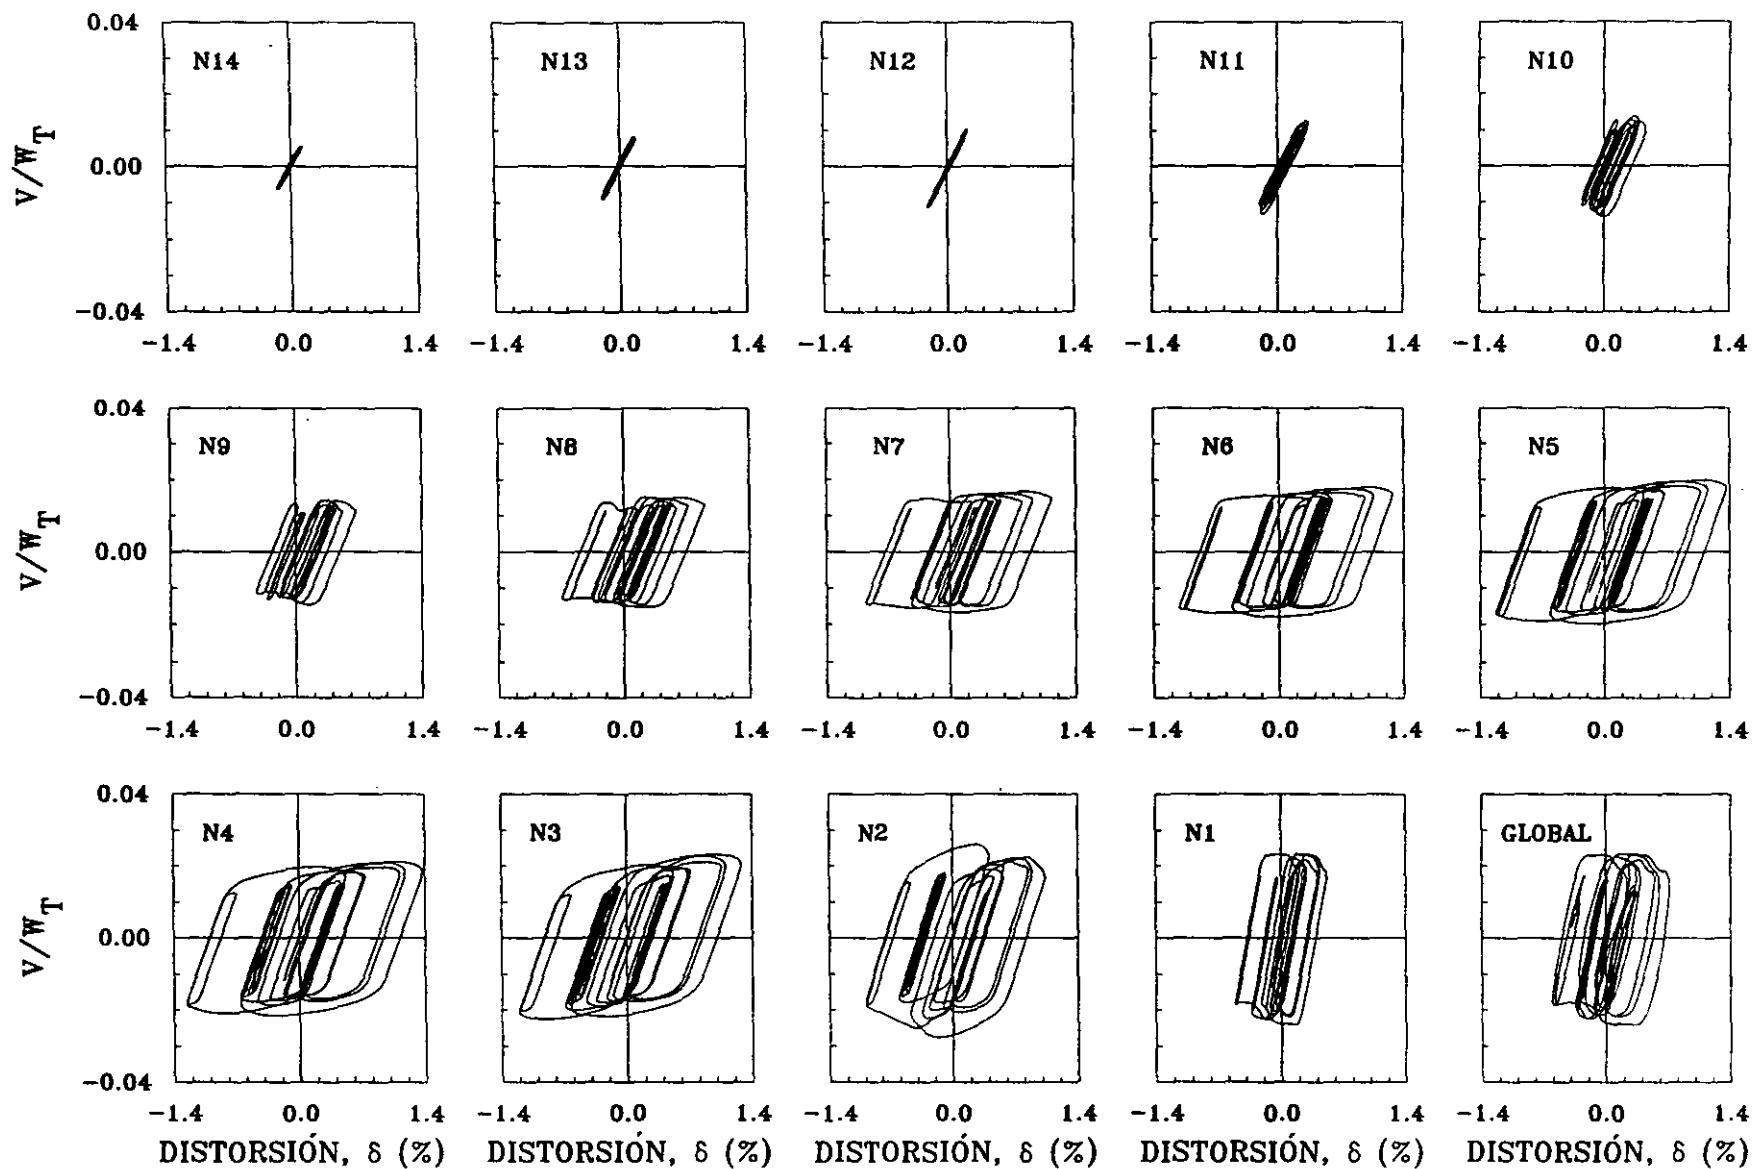 0.04
N14 N13 N12 N11 N10
V/W_T
0.00
-0.04
-1.4 0.0 1.4 -1.4 0.0 1.4 -1.4 0.0 1.4 -1.4 0.0 1.4 -1.4 0.0 1.4
0.04
N9 N8 N7 N6 N5
V/W_T
0.00
-0.04
-1.4 0.0 1.4 -1.4 0.0 1.4 -1.4 0.0 1.4 -1.4 0.0 1.4 -1.4 0.0 1.4
0.04
N4 N3 N2 N1 GLOBAL
V/W_T
0.00
-0.04
-1.4 0.0 1.4 -1.4 0.0 1.4 -1.4 0.0 1.4 -1.4 0.0 1.4 -1.4 0.0 1.4
DISTORSIÓN, δ (%) DISTORSIÓN, δ (%) DISTORSIÓN, δ (%) DISTORSIÓN, δ (%) DISTORSIÓN, δ (%)